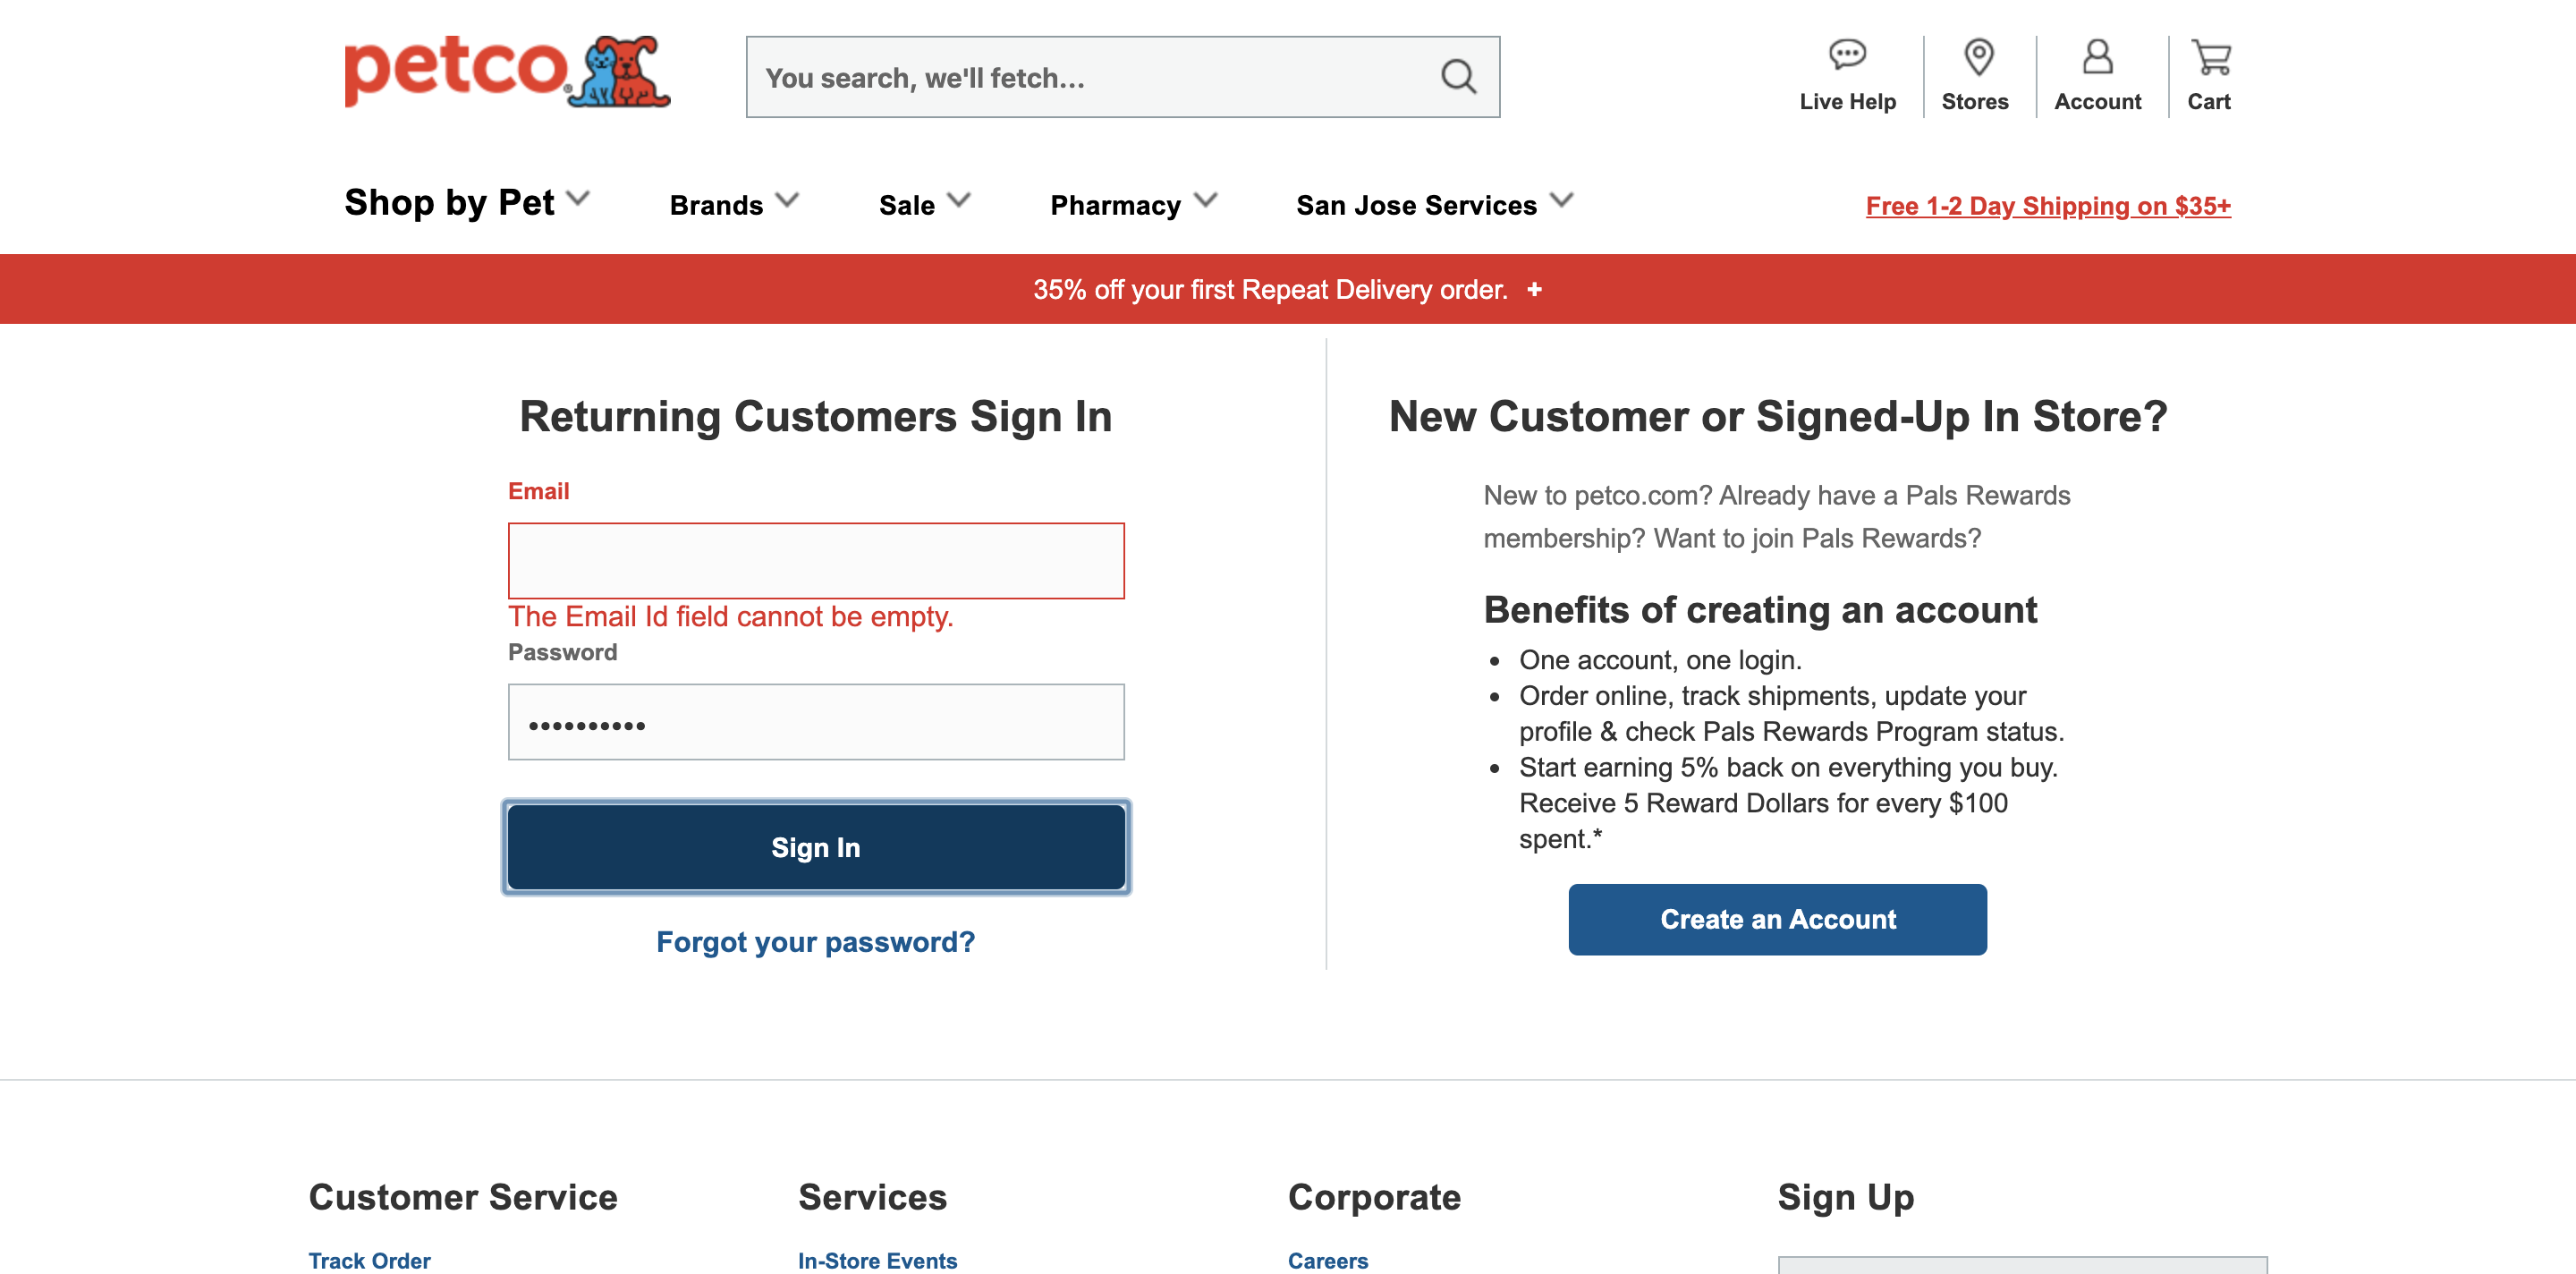 petco
You search, we'll fetch...
Live Help
Stores
Account
Cart
Shop by Pet
Brands
Sale
Pharmacy
San Jose Services
Free 1-2 Day Shipping on $35+
35% off your first Repeat Delivery order. +
Returning Customers Sign In
Email
The Email Id field cannot be empty.
Password
••••••••••
Sign In
Forgot your password?
New Customer or Signed-Up In Store?
New to petco.com? Already have a Pals Rewards
membership? Want to join Pals Rewards?
Benefits of creating an account
• One account, one login.
• Order online, track shipments, update your
profile & check Pals Rewards Program status.
• Start earning 5% back on everything you buy.
Receive 5 Reward Dollars for every $100
spent.*
Create an Account
Customer Service
Track Order
Services
In-Store Events
Corporate
Careers
Sign Up